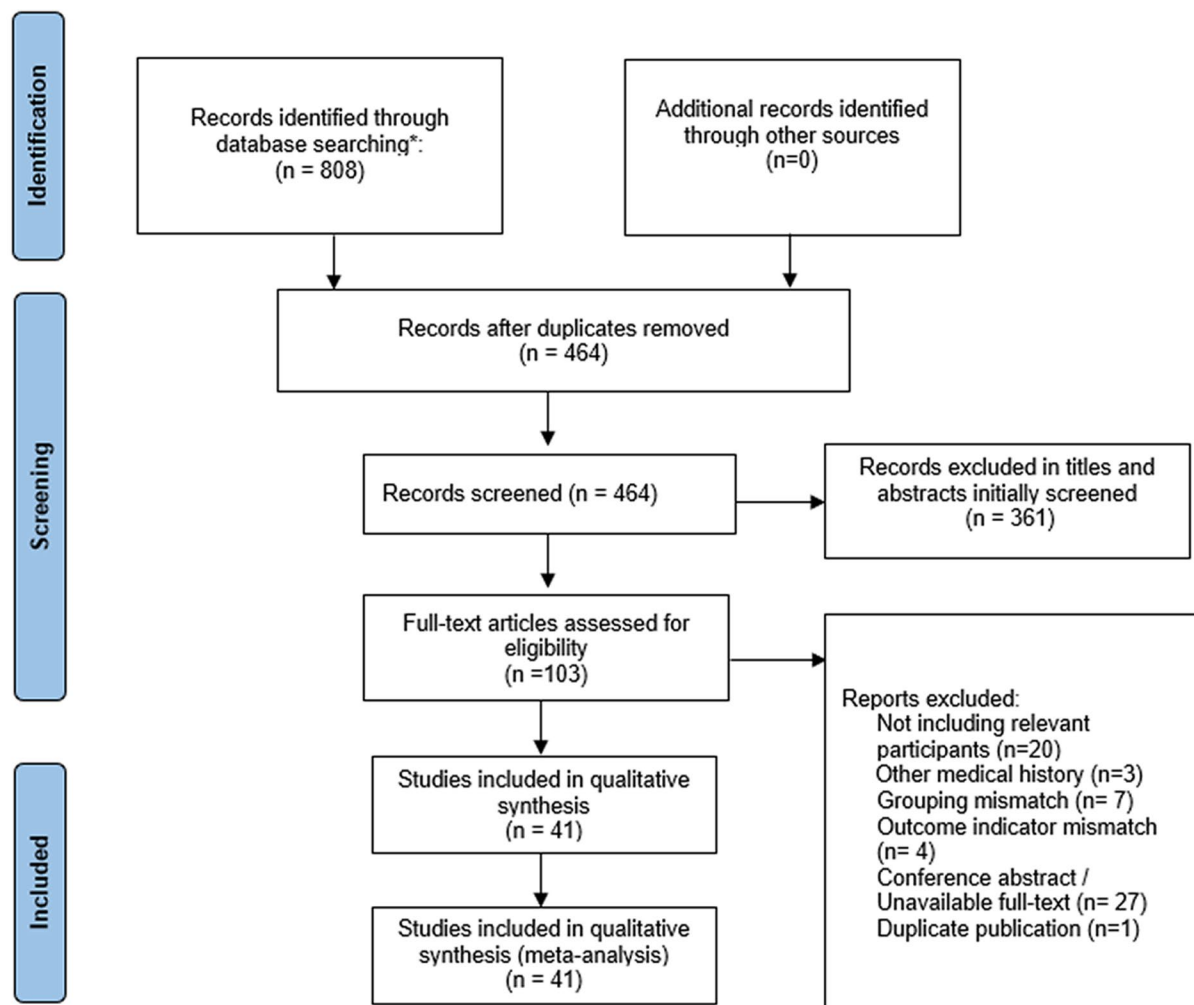 Identification
Records identified through
database searching*:
(n = 808)
Additional records identified
through other sources
(n=0)
Screening
Records after duplicates removed
(n = 464)
Records screened (n = 464)
Records excluded in titles and
abstracts initially screened
(n = 361)
Full-text articles assessed for
eligibility
(n =103)
Reports excluded:
Not including relevant
participants (n=20)
Other medical history (n=3)
Grouping mismatch (n= 7)
Outcome indicator mismatch
(n= 4)
Conference abstract /
Unavailable full-text (n= 27)
Duplicate publication (n=1)
Included
Studies included in qualitative
synthesis
(n = 41)
Studies included in qualitative
synthesis (meta-analysis)
(n = 41)